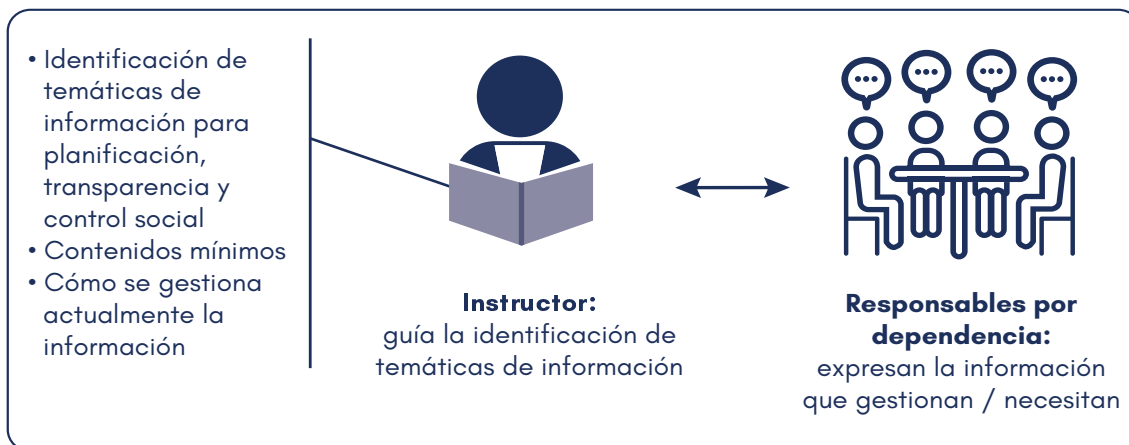 • Identificación de
temáticas de
información para
planificación,
transparencia y
control social
• Contenidos mínimos
• Cómo se gestiona
actualmente la
información
Instructor:
guía la identificación de
temáticas de información
Responsables por
dependencia:
expresan la información
que gestionan / necesitan